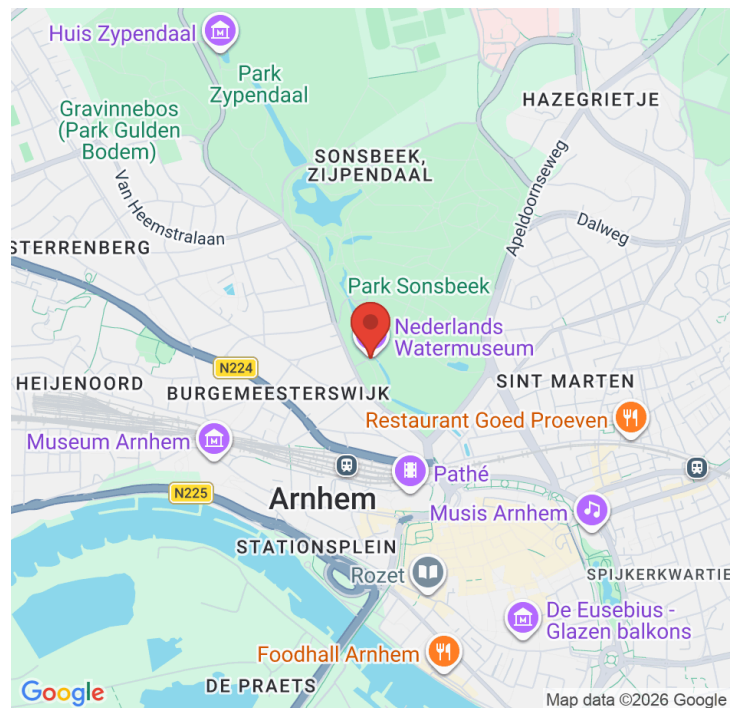 Huis Zypendaal
Park
Zypendaal
HAZEGRIETJE
Gravinnebos
(Park Gulden
Bodem)
SONSBEEK,
ZIJPENDAAL
Van Heemstralaan
Apeldoornseweg
Dalweg
STERRENBERG
Park Sonsbeek
Nederlands
Watermuseum
N224
HEIJENOORD
BURGEMEESTERSWIJK
SINT MARTEN
Restaurant Goed Proeven
Museum Arnhem
Pathé
N225
Arnhem
Musis Arnhem
STATIONSPLEIN
Rozet
SPIJKERKWARTIE
De Eusebius -
Glazen balkons
Foodhall Arnhem
DE PRAETS
Google
Map data ©2026 Google